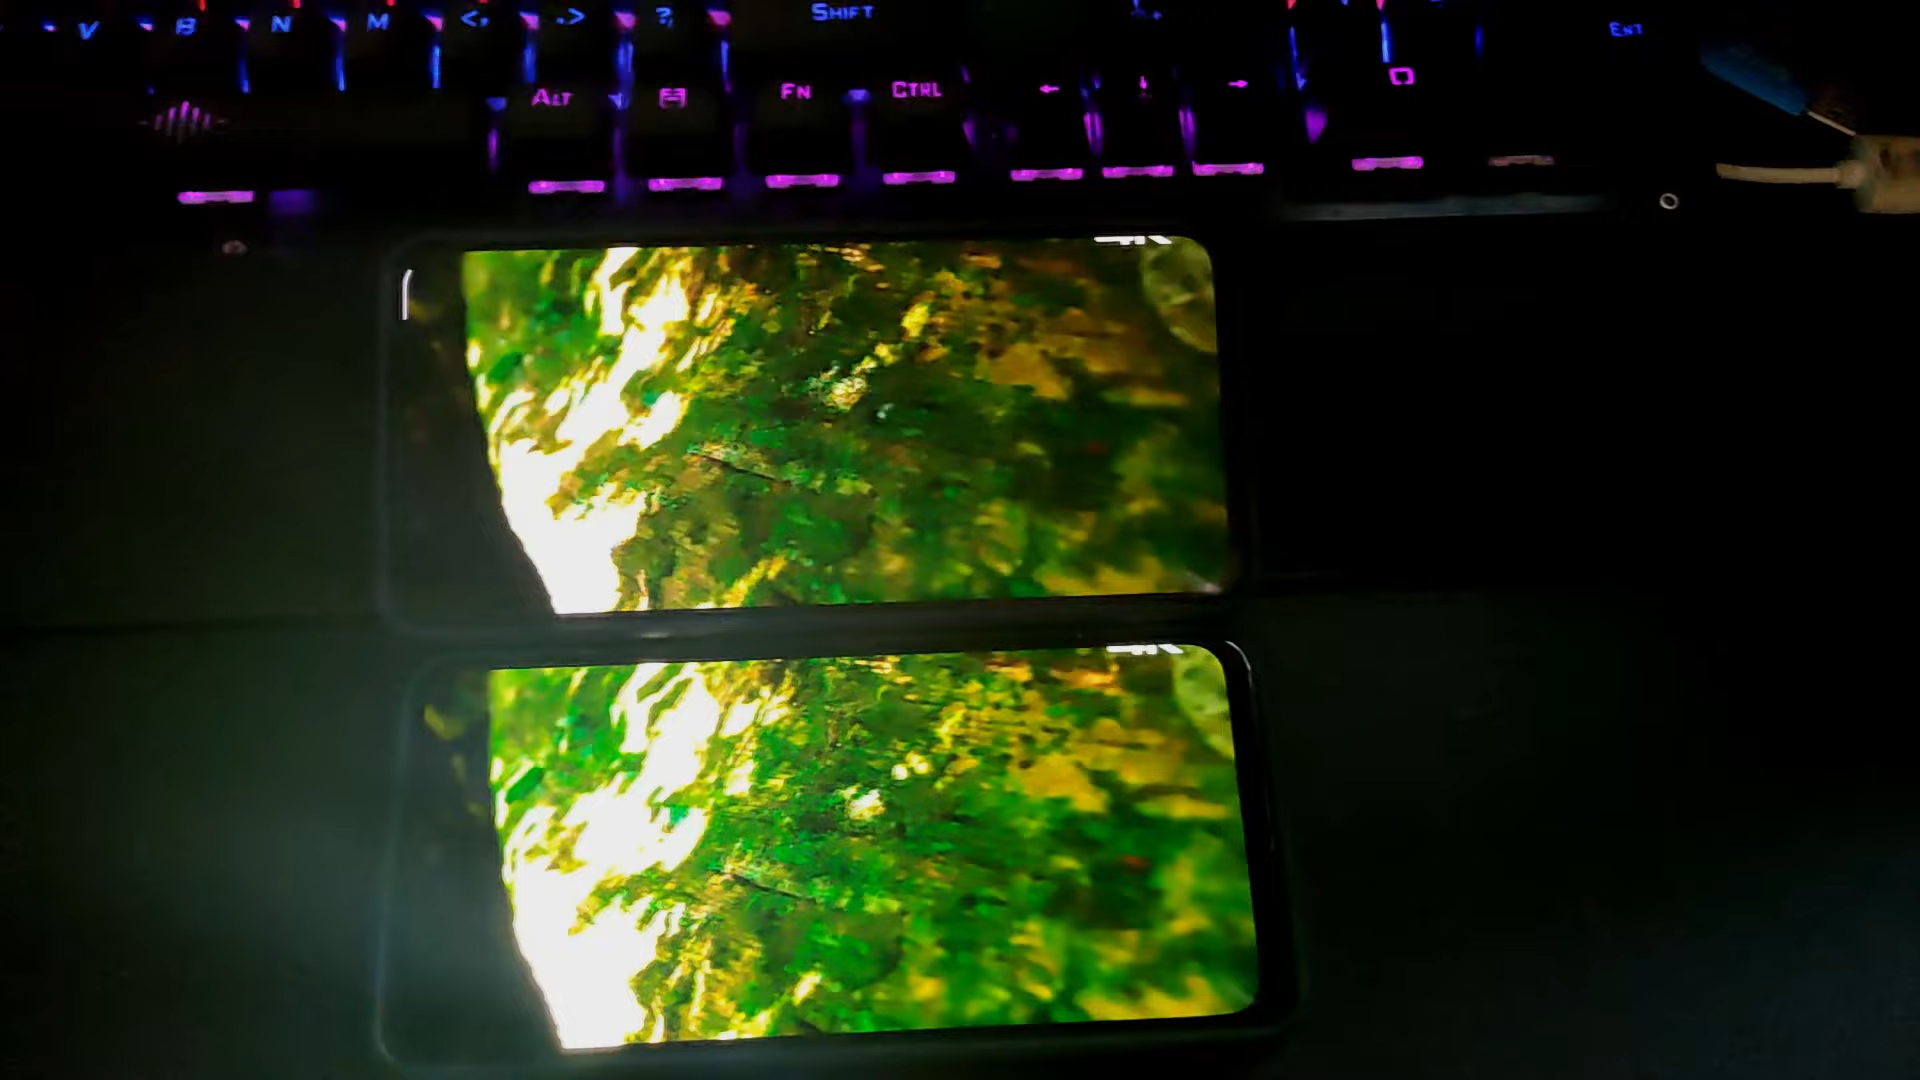 V B N M <, .> ?, SHIFT ENT
ALT FN CTRL ← ↓ →